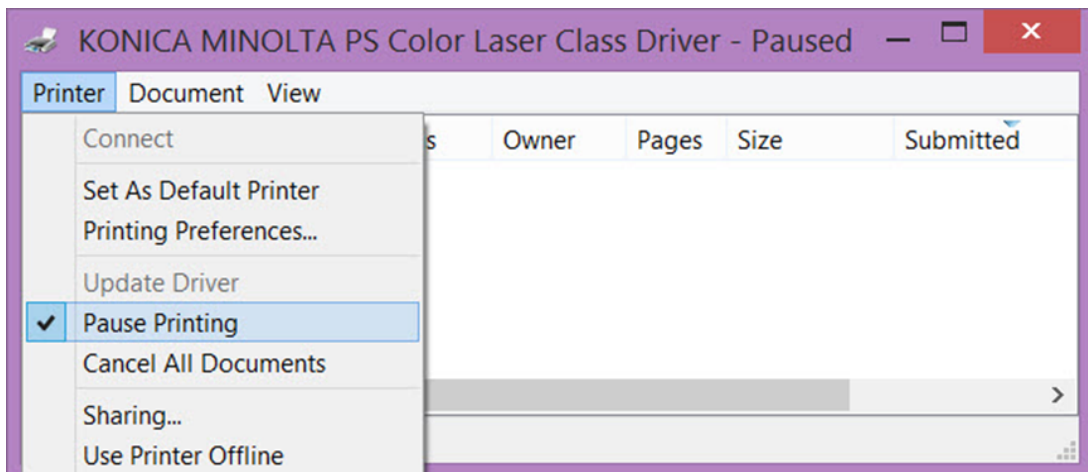 KONICA MINOLTA PS Color Laser Class Driver - Paused
Printer Document View
Connect
s Owner Pages Size Submitted
Set As Default Printer
Printing Preferences...
Update Driver
Pause Printing
Cancel All Documents
Sharing...
Use Printer Offline